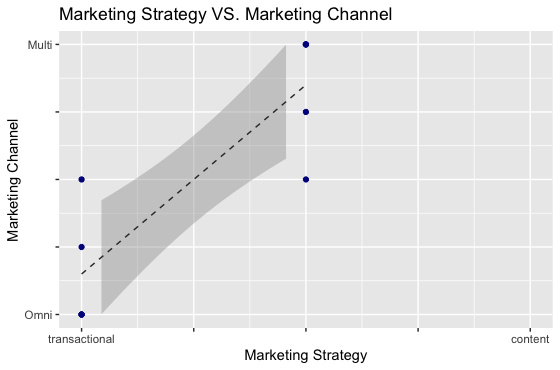 Marketing Strategy VS. Marketing Channel
Multi
Marketing Channel
Omni
transactional
content
Marketing Strategy